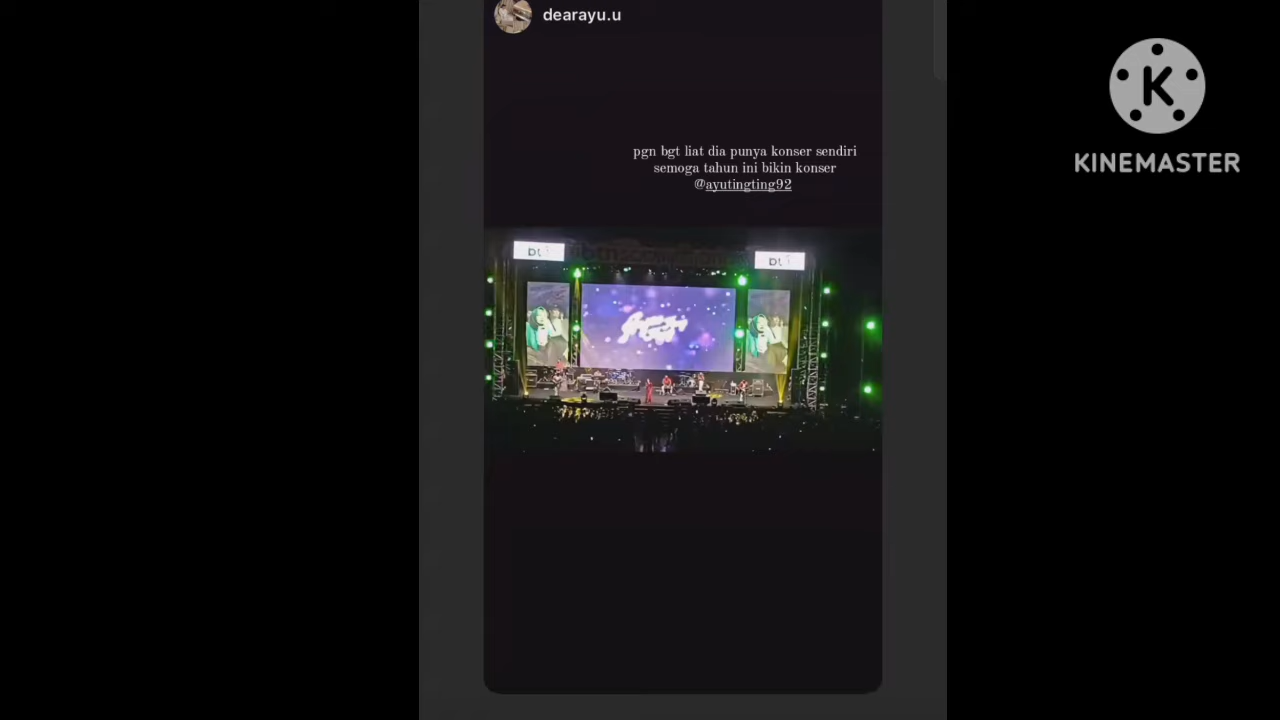 dearayu.u
K
KINEMASTER
pgn bgt liat dia punya konser sendiri
semoga tahun ini bikin konser
@ayutingting92